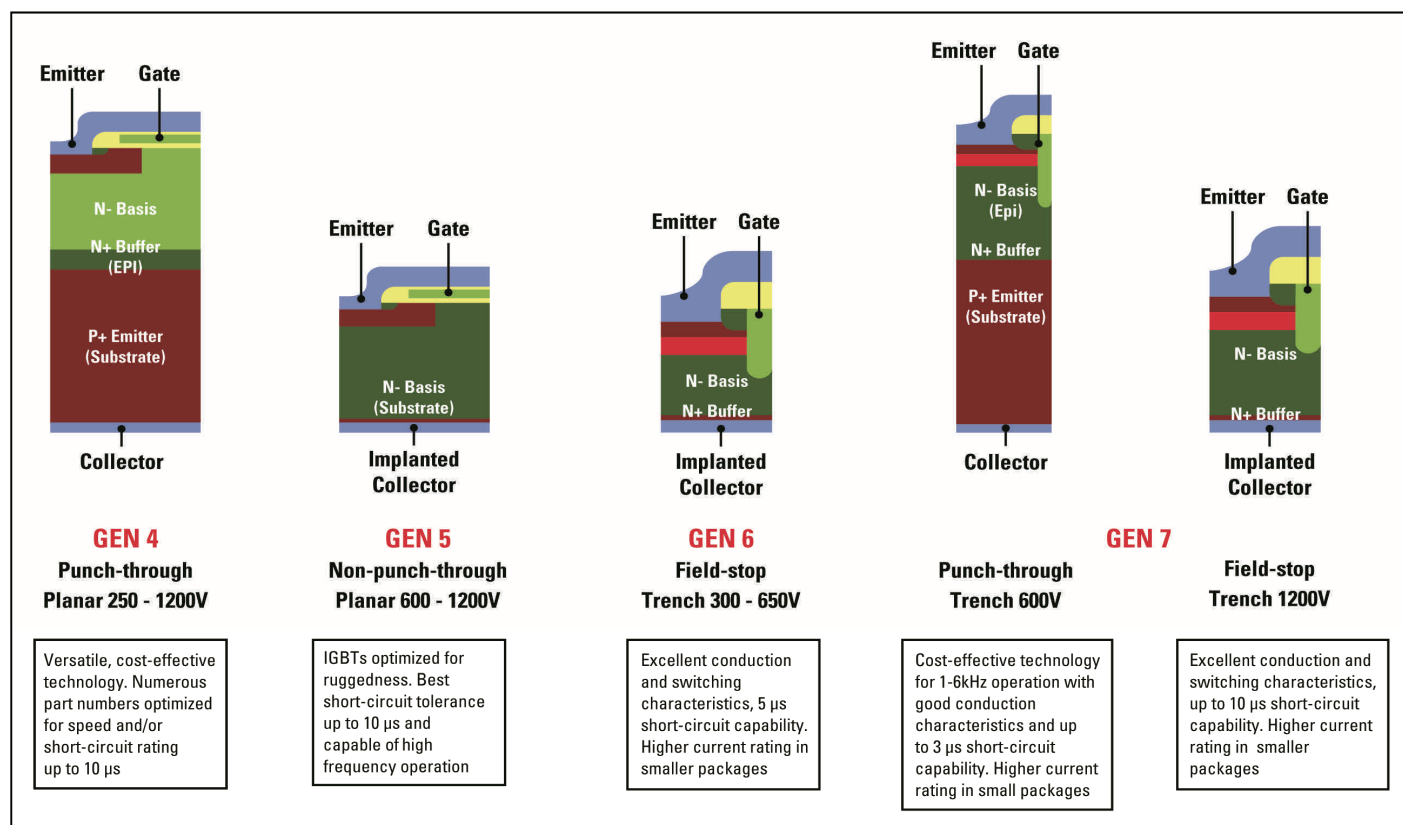 Emitter Gate
N- Basis
N+ Buffer
(EPI)
P+ Emitter
(Substrate)
Collector
GEN 4
Punch-through
Planar 250 - 1200V
Versatile, cost-effective
technology. Numerous
part numbers optimized
for speed and/or
short-circuit rating
up to 10 µs
Emitter Gate
N- Basis
(Substrate)
Implanted
Collector
GEN 5
Non-punch-through
Planar 600 - 1200V
IGBTs optimized for
ruggedness. Best
short-circuit tolerance
up to 10 µs and
capable of high
frequency operation
Emitter Gate
N- Basis
N+ Buffer
Implanted
Collector
GEN 6
Field-stop
Trench 300 - 650V
Excellent conduction
and switching
characteristics, 5 µs
short-circuit capability.
Higher current rating in
smaller packages
GEN 7
Emitter Gate
N- Basis
(Epi)
N+ Buffer
P+ Emitter
(Substrate)
Collector
Punch-through
Trench 600V
Cost-effective technology
for 1-6kHz operation with
good conduction
characteristics and up
to 3 µs short-circuit
capability. Higher current
rating in small packages
Emitter Gate
N- Basis
N+ Buffer
Implanted
Collector
Field-stop
Trench 1200V
Excellent conduction and
switching characteristics,
up to 10 µs short-circuit
capability. Higher current
rating in smaller
packages